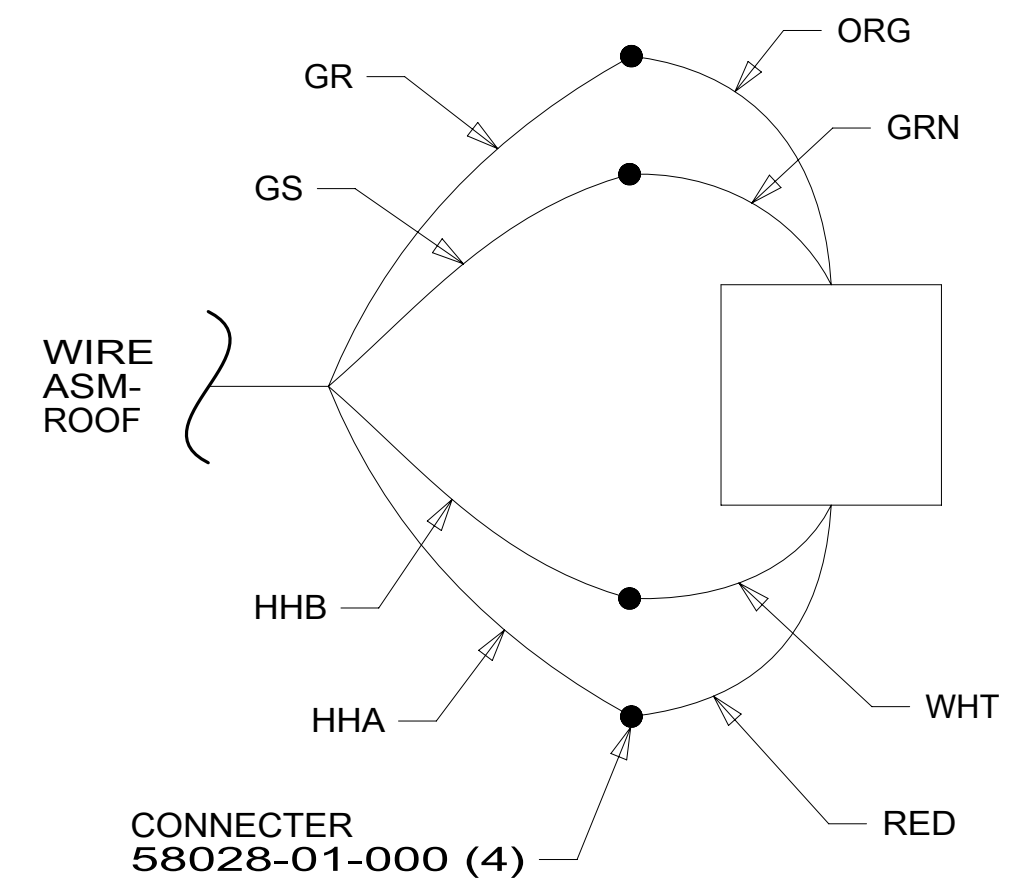 ORG
GR
GRN
GS
WIRE
ASM-
ROOF
HHB
HHA
WHT
RED
CONNECTER
58028-01-000 (4)